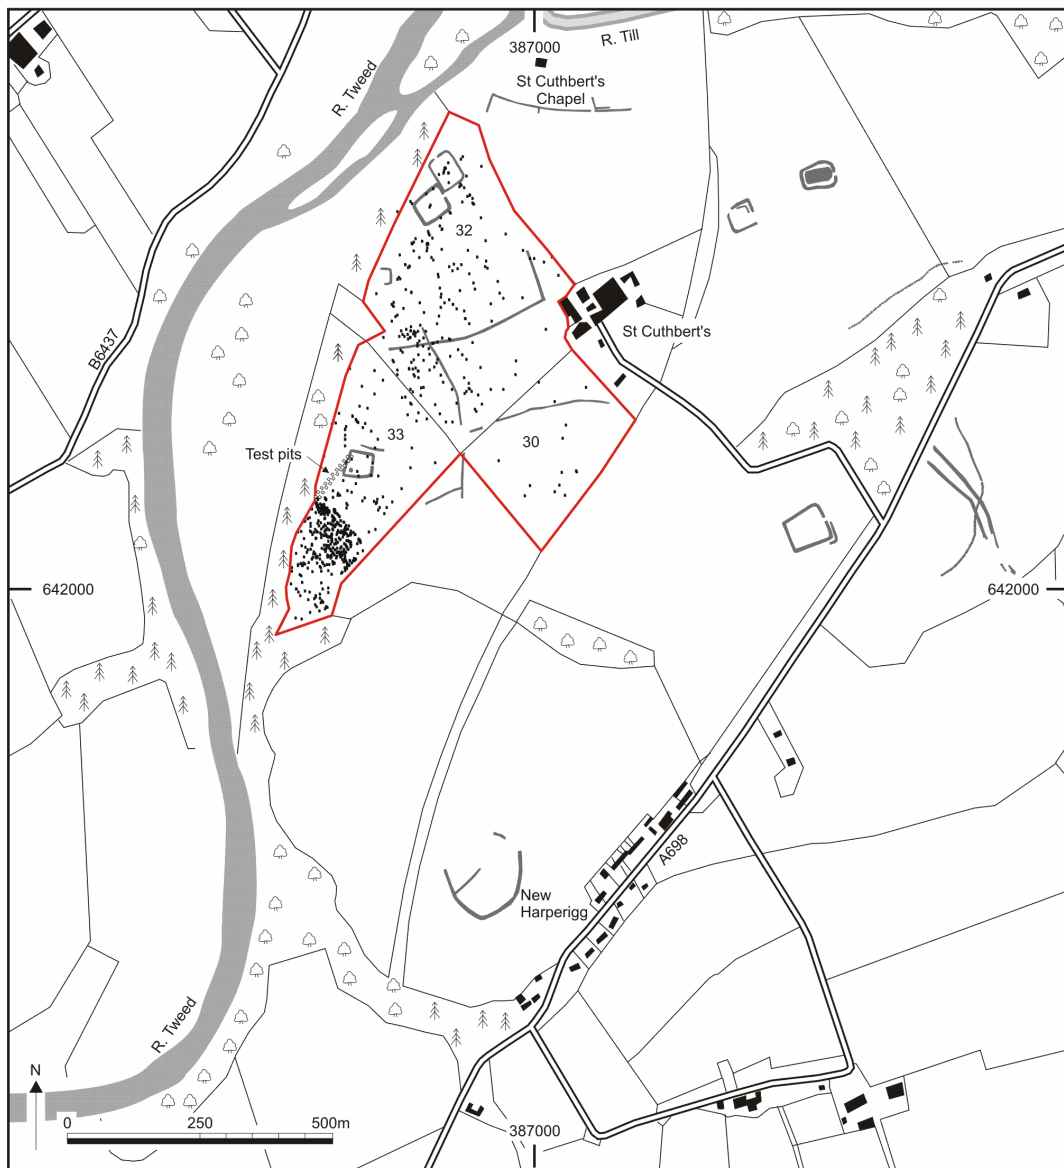 387000
R. Till
R. Tweed
St Cuthbert's
Chapel
32
B6437
St Cuthbert's
33
30
Test pits
642000
642000
A698
New
Harperigg
R. Tweed
N
0
250
500m
387000